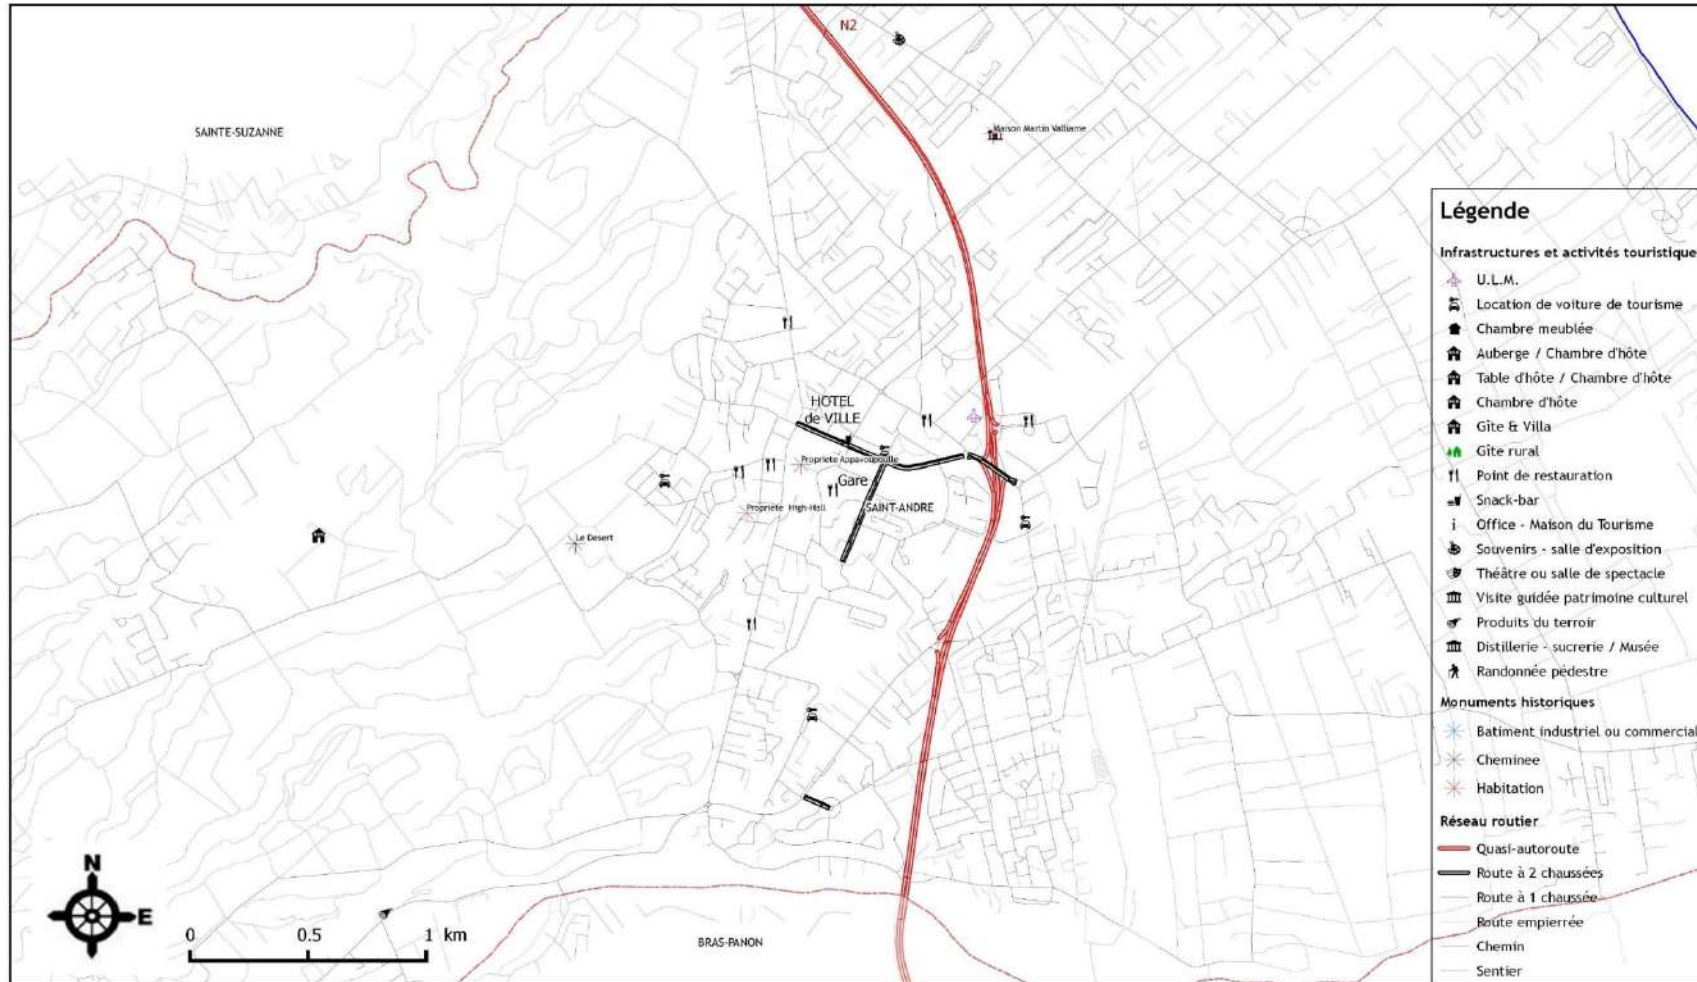 N2
SAINTE-SUZANNE
Maison Martin Valliame
HOTEL
de VILLE
Propriete Appavoupoulle
Gare
Propriete High-Hall
SAINT-ANDRE
Le Desert
BRAS-PANON
N
E
0 0.5 1 km
Légende
Infrastructures et activités touristique
U.L.M.
Location de voiture de tourisme
Chambre meublée
Auberge / Chambre d'hôte
Table d'hôte / Chambre d'hôte
Chambre d'hôte
Gîte & Villa
Gîte rural
Point de restauration
Snack-bar
i Office - Maison du Tourisme
Souvenirs - salle d'exposition
Théâtre ou salle de spectacle
Visite guidée patrimoine culturel
Produits du terroir
Distillerie - sucrerie / Musée
Randonnée pédestre
Monuments historiques
Batiment industriel ou commercial
Cheminee
Habitation
Réseau routier
Quasi-autoroute
Route à 2 chaussées
Route à 1 chaussée
Route empierrée
Chemin
Sentier